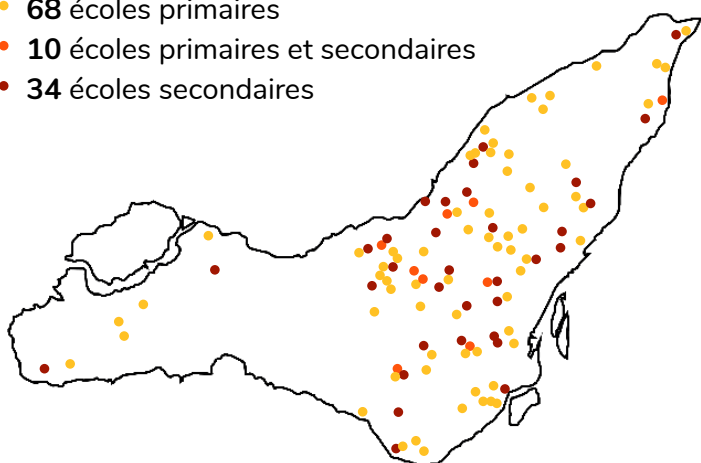 68 écoles primaires
10 écoles primaires et secondaires
34 écoles secondaires